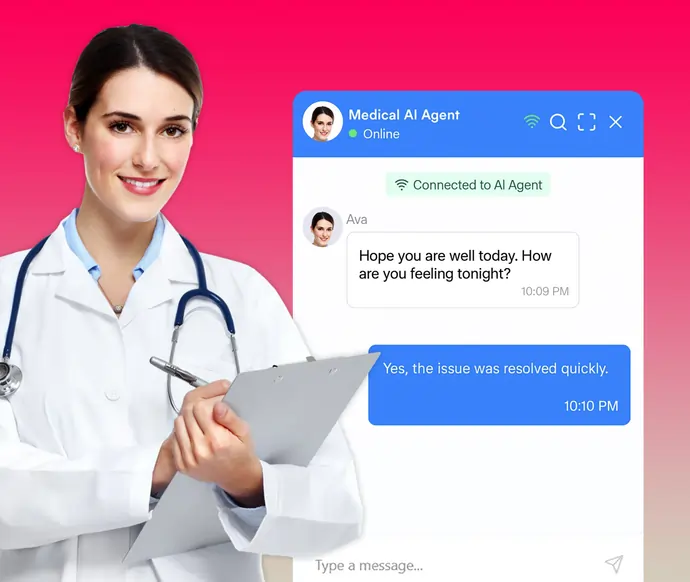 Medical AI Agent
Online
Connected to AI Agent
Ava
Hope you are well today. How
are you feeling tonight?
10:09 PM
Yes, the issue was resolved quickly.
10:10 PM
Type a message...